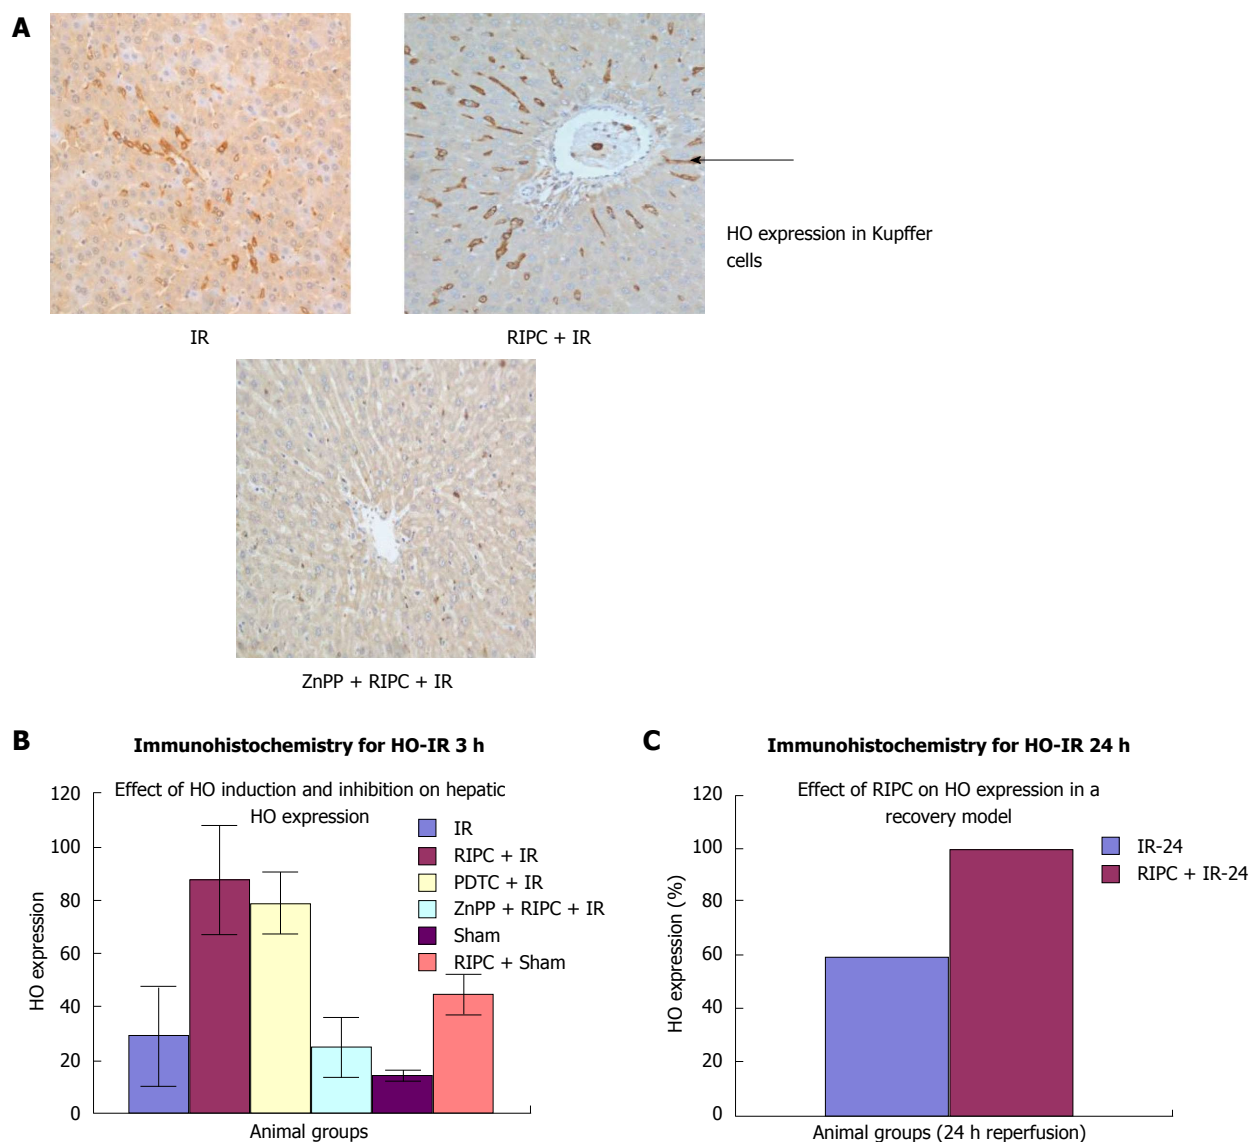 A
HO expression in Kupffer
cells
IR
RIPC + IR
ZnPP + RIPC + IR
B
Immunohistochemistry for HO-IR 3 h
Effect of HO induction and inhibition on hepatic
HO expression
120
100
80
60
40
20
0
HO expression
IR
RIPC + IR
PDTC + IR
ZnPP + RIPC + IR
Sham
RIPC + Sham
Animal groups
C
Immunohistochemistry for HO-IR 24 h
Effect of RIPC on HO expression in a
recovery model
120
100
80
60
40
20
0
HO expression (%)
IR-24
RIPC + IR-24
Animal groups (24 h reperfusion)